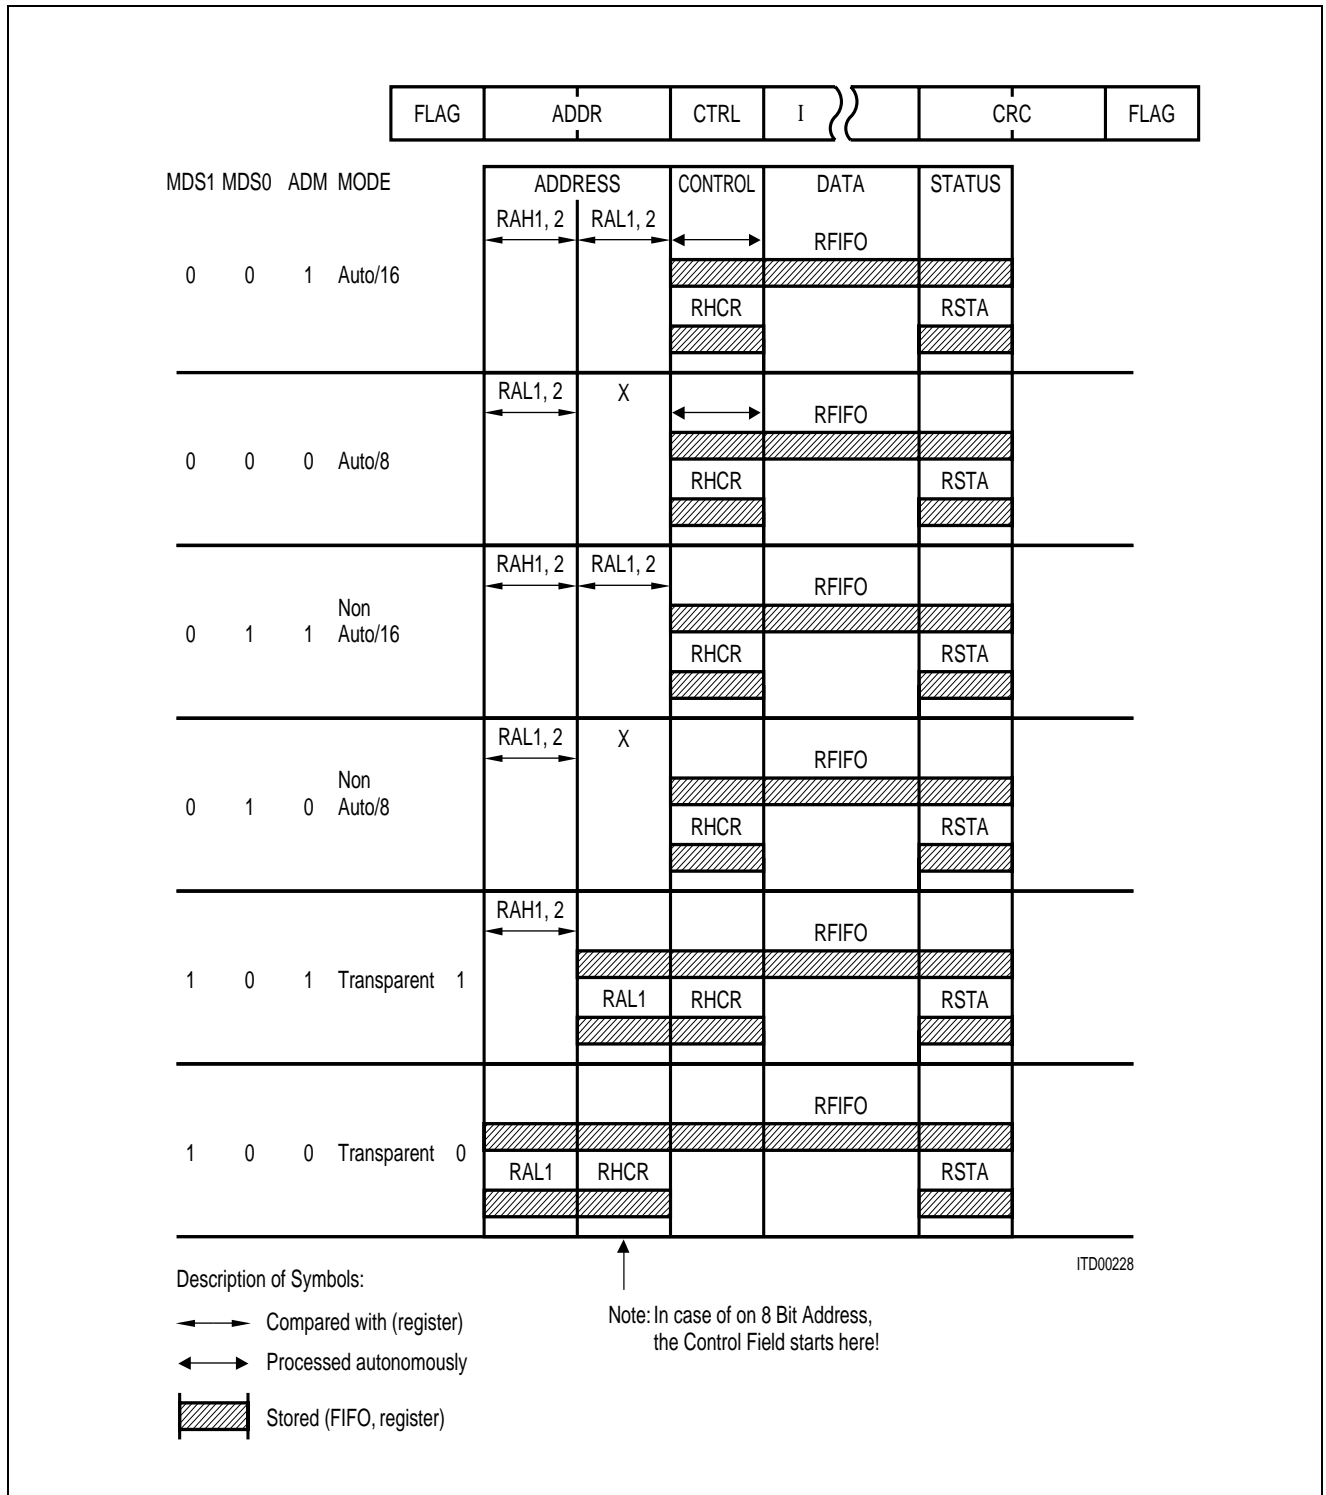 FLAG ADDR CTRL I CRC FLAG
MDS1 MDS0 ADM MODE ADDRESS CONTROL DATA STATUS
RAH1, 2 RAL1, 2 RFIFO
0 0 1 Auto/16
RHCR RSTA
RAL1, 2 X RFIFO
0 0 0 Auto/8
RHCR RSTA
RAH1, 2 RAL1, 2 RFIFO
Non
0 1 1 Auto/16
RHCR RSTA
RAL1, 2 X RFIFO
Non
0 1 0 Auto/8
RHCR RSTA
RAH1, 2 RFIFO
1 0 1 Transparent 1
RAL1 RHCR RSTA
RFIFO
1 0 0 Transparent 0
RAL1 RHCR RSTA
ITD00228
Description of Symbols:
Compared with (register)
Processed autonomously
Stored (FIFO, register)
Note: In case of on 8 Bit Address,
the Control Field starts here!